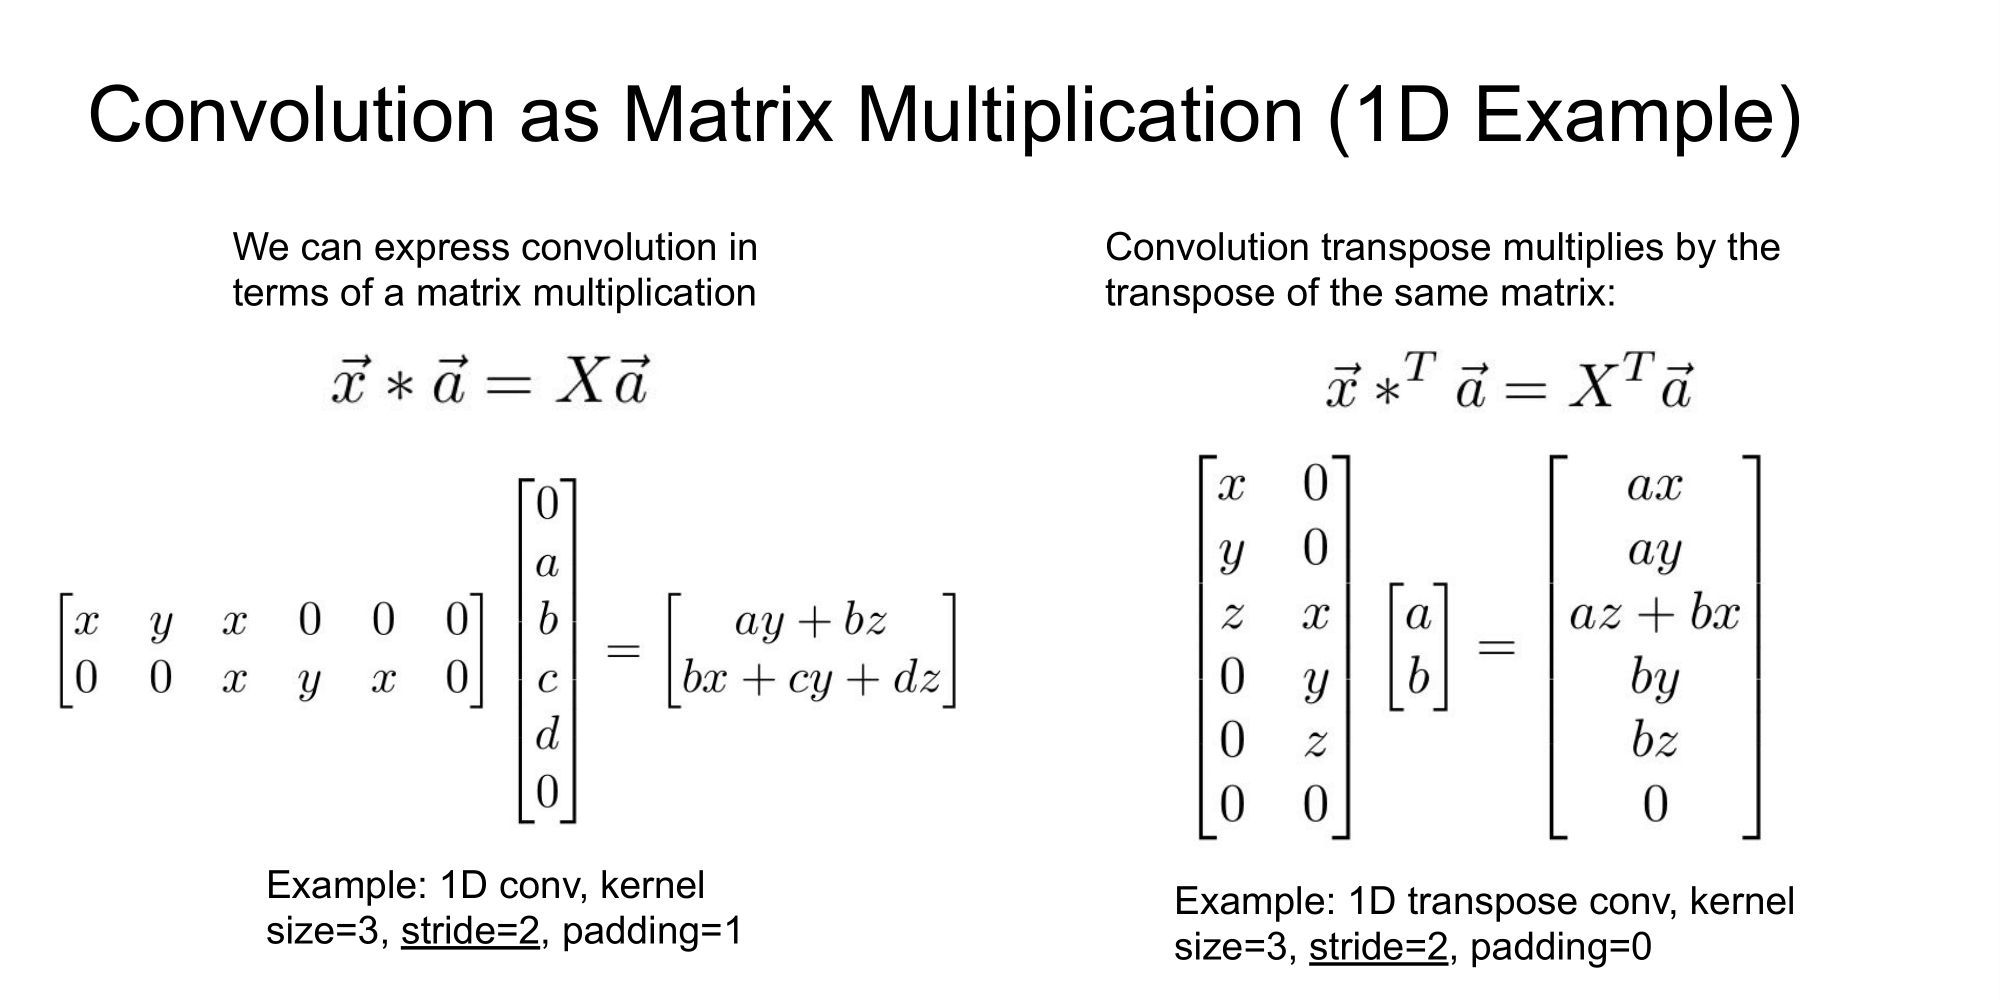 Convolution as Matrix Multiplication (1D Example)
We can express convolution in
terms of a matrix multiplication
$\vec{x} * \vec{a} = X\vec{a}$
$\begin{bmatrix} x & y & x & 0 & 0 & 0 \\ 0 & 0 & x & y & x & 0 \end{bmatrix} \begin{bmatrix} 0 \\ a \\ b \\ c \\ d \\ 0 \end{bmatrix} = \begin{bmatrix} ay + bz \\ bx + cy + dz \end{bmatrix}$
Example: 1D conv, kernel
size=3, stride=2, padding=1
Convolution transpose multiplies by the
transpose of the same matrix:
$\vec{x} *^T \vec{a} = X^T\vec{a}$
$\begin{bmatrix} x & 0 \\ y & 0 \\ z & x \\ 0 & y \\ 0 & z \\ 0 & 0 \end{bmatrix} \begin{bmatrix} a \\ b \end{bmatrix} = \begin{bmatrix} ax \\ ay \\ az + bx \\ by \\ bz \\ 0 \end{bmatrix}$
Example: 1D transpose conv, kernel
size=3, stride=2, padding=0